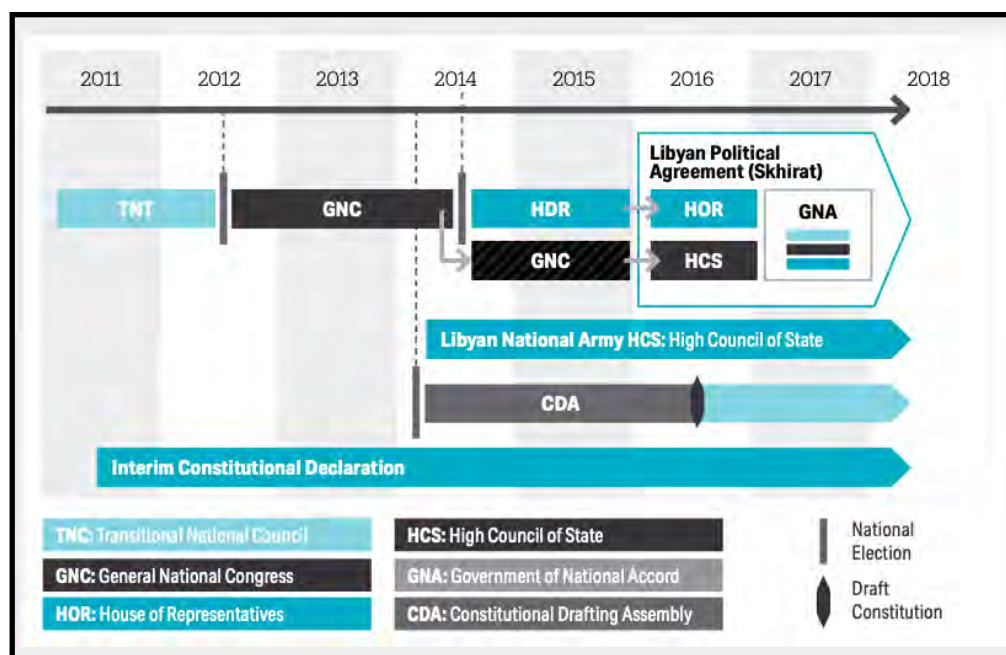 2011 2012 2013 2014 2015 2016 2017 2018
Libyan Political
Agreement (Skhirat)
TNT GNC HDR HOR GNA
GNC HCS
Libyan National Army HCS: High Council of State
CDA
Interim Constitutional Declaration
TNC: Transitional National Council
GNC: General National Congress
HOR: House of Representatives
HCS: High Council of State
GNA: Government of National Accord
CDA: Constitutional Drafting Assembly
National
Election
Draft
Constitution